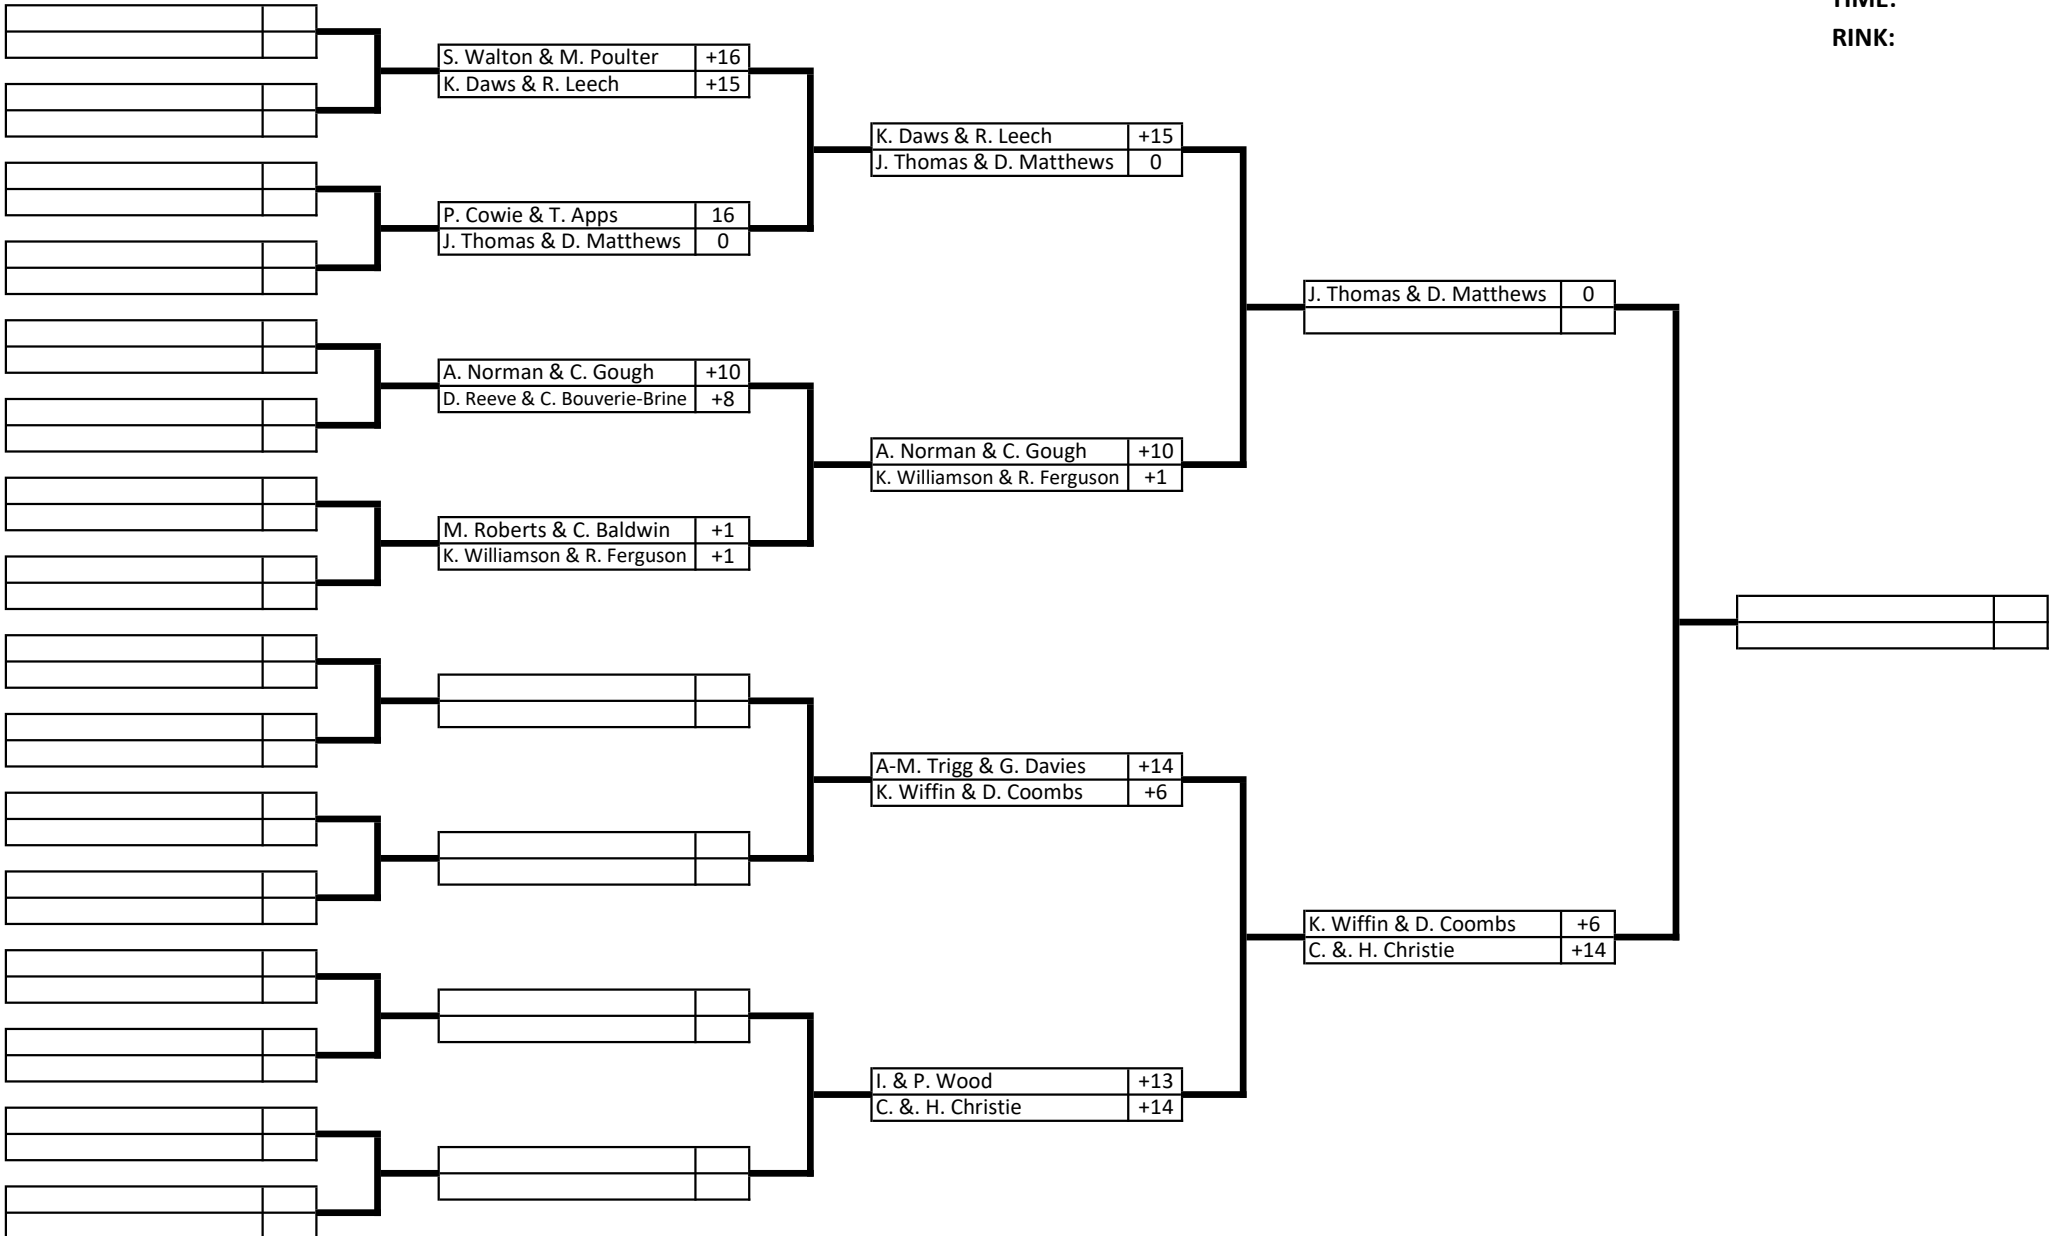 TIME:
RINK:
S. Walton & M. Poulter +16
K. Daws & R. Leech +15
P. Cowie & T. Apps 16
J. Thomas & D. Matthews 0
A. Norman & C. Gough +10
D. Reeve & C. Bouverie-Brine +8
M. Roberts & C. Baldwin +1
K. Williamson & R. Ferguson +1
K. Daws & R. Leech +15
J. Thomas & D. Matthews 0
A. Norman & C. Gough +10
K. Williamson & R. Ferguson +1
A-M. Trigg & G. Davies +14
K. Wiffin & D. Coombs +6
I. & P. Wood +13
C. &. H. Christie +14
J. Thomas & D. Matthews 0
K. Wiffin & D. Coombs +6
C. &. H. Christie +14